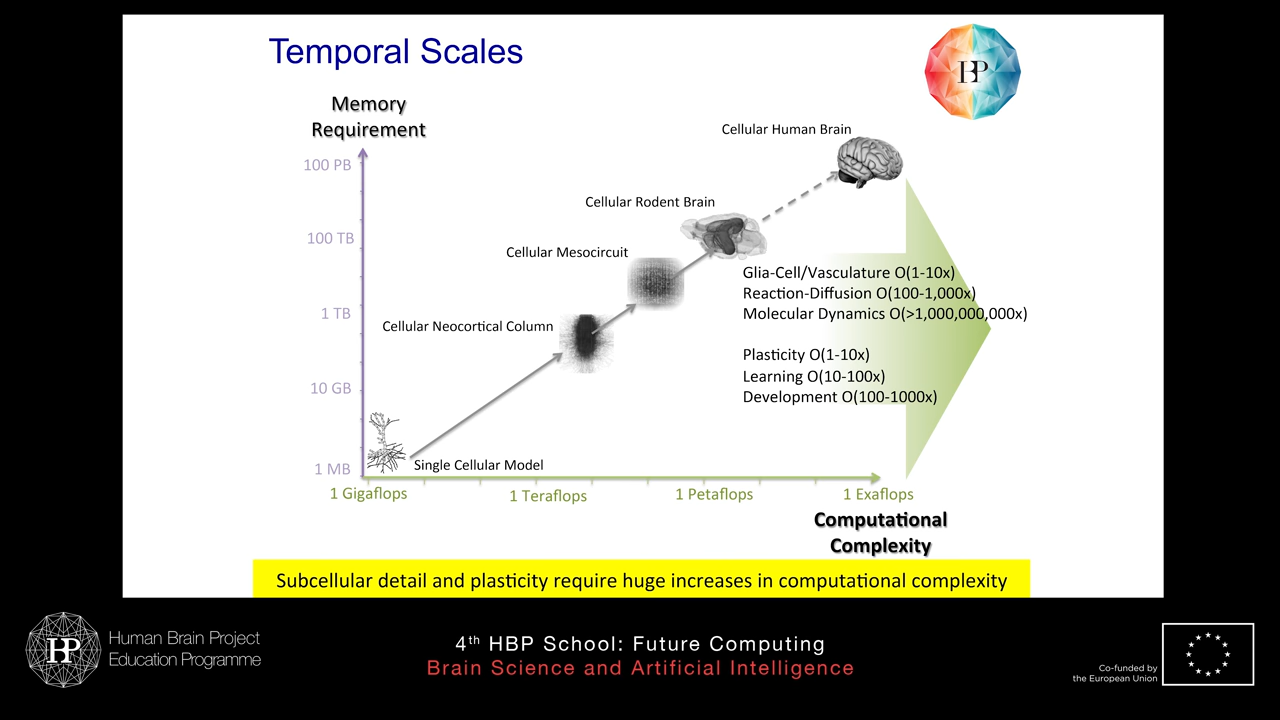 Temporal Scales
HBP
Memory
Requirement
100 PB
100 TB
1 TB
10 GB
1 MB
Cellular Human Brain
Cellular Rodent Brain
Cellular Mesocircuit
Cellular Neocortical Column
Single Cellular Model
Glia-Cell/Vasculature O(1-10x)
Reaction-Diffusion O(100-1,000x)
Molecular Dynamics O(>1,000,000,000x)
Plasticity O(1-10x)
Learning O(10-100x)
Development O(100-1000x)
1 Gigaflops
1 Teraflops
1 Petaflops
1 Exaflops
Computational
Complexity
Subcellular detail and plasticity require huge increases in computational complexity
HBP
Human Brain Project
Education Programme
4th HBP School: Future Computing
Brain Science and Artificial Intelligence
Co-funded by
the European Union